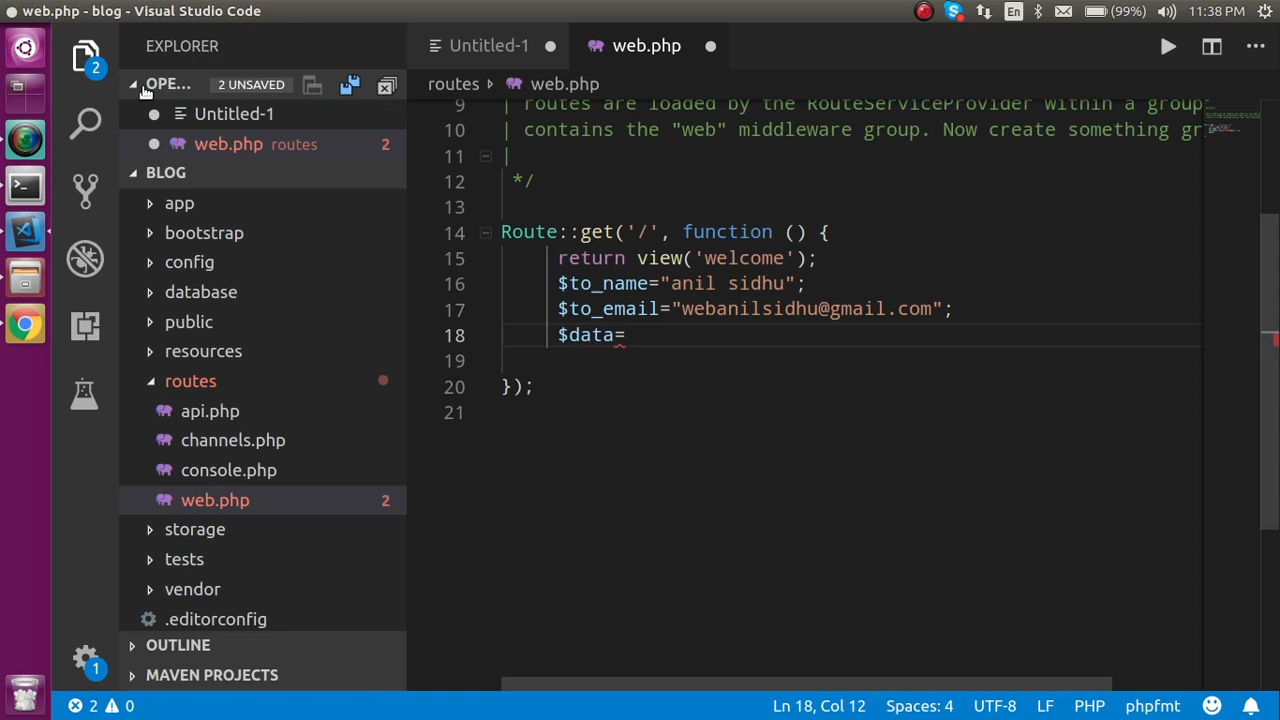 web.php - blog - Visual Studio Code
En
(99%)
11:38 PM
2
EXPLORER
Untitled-1
web.php
OPE...
2 UNSAVED
routes
web.php
Untitled-1
web.php routes 2
BLOG
app
bootstrap
config
database
public
resources
routes
api.php
channels.php
console.php
web.php 2
storage
tests
vendor
.editorconfig
OUTLINE
MAVEN PROJECTS
1
9 | routes are loaded by the RouteServiceProvider within a group
10 | contains the "web" middleware group. Now create something gr
11 |
12 */
13
14 Route::get('/', function () {
15 return view('welcome');
16 $to_name="anil sidhu";
17 $to_email="webanilsidhu@gmail.com";
18 $data=
19
20 });
21
2 0
Ln 18, Col 12
Spaces: 4
UTF-8
LF
PHP
phpfmt